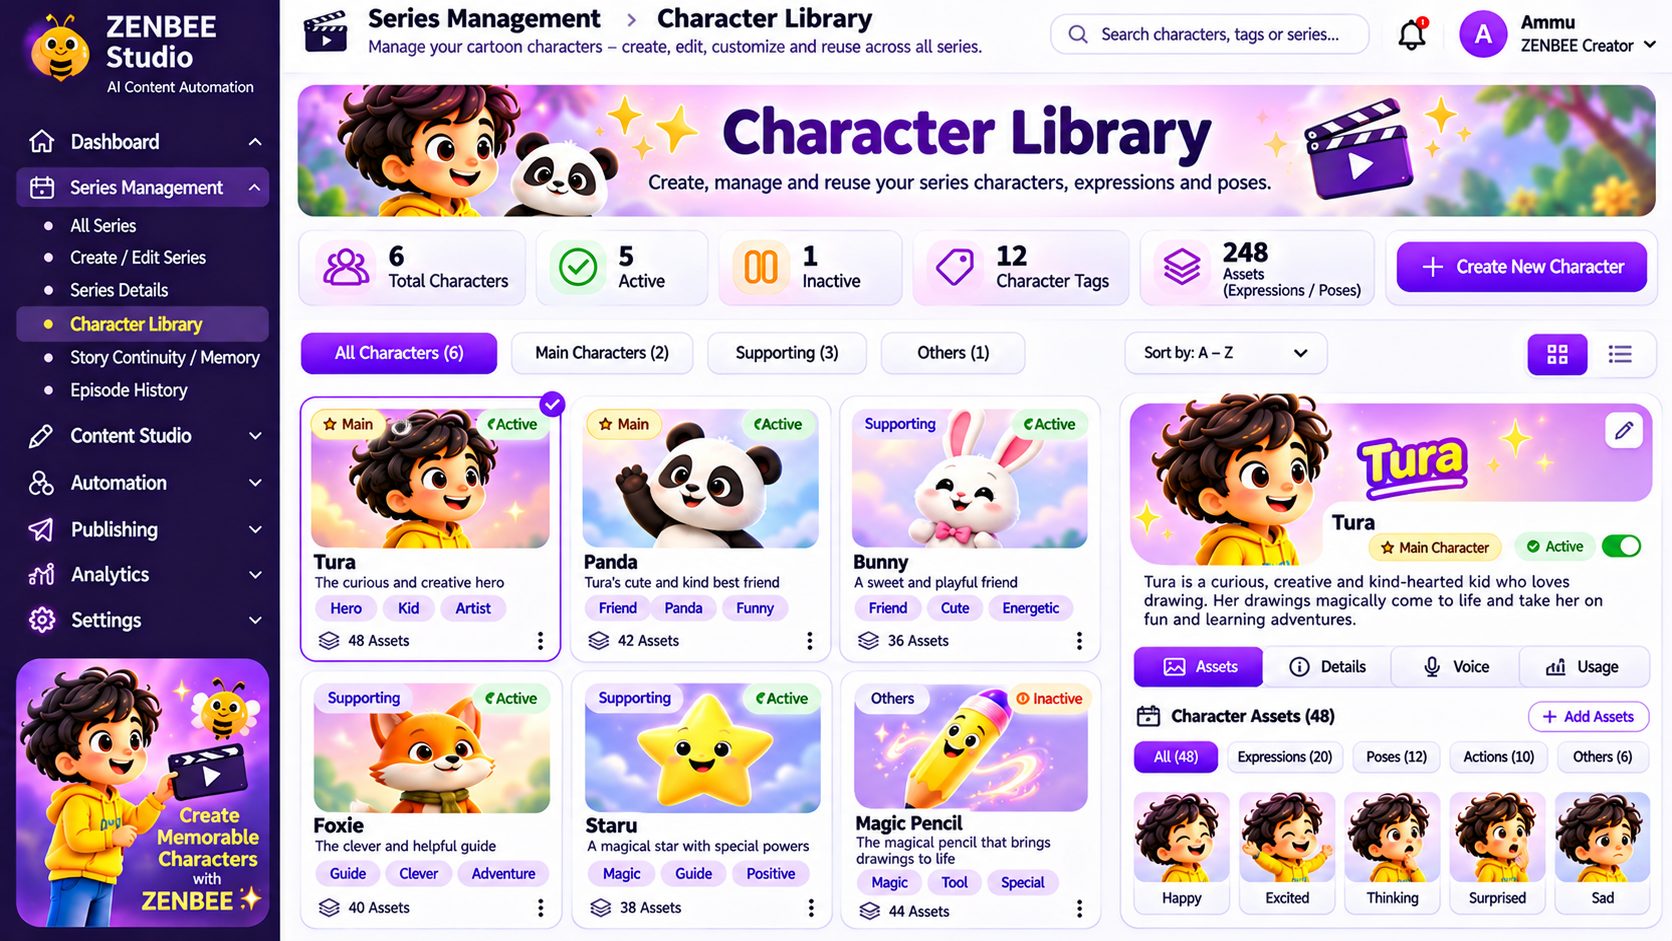 ZENBEE
Studio
AI Content Automation
Dashboard
Series Management
All Series
Create / Edit Series
Series Details
Character Library
Story Continuity / Memory
Episode History
Content Studio
Automation
Publishing
Analytics
Settings
Create
Memorable
Characters
with
ZENBEE
Series Management > Character Library
Manage your cartoon characters – create, edit, customize and reuse across all series.
Search characters, tags or series...
A
Ammu
ZENBEE Creator
Character Library
Create, manage and reuse your series characters, expressions and poses.
6
Total Characters
5
Active
1
Inactive
12
Character Tags
248
Assets
(Expressions / Poses)
+ Create New Character
All Characters (6)
Main Characters (2)
Supporting (3)
Others (1)
Sort by: A – Z
Main
Active
Tura
The curious and creative hero
Hero Kid Artist
48 Assets
Main
Active
Panda
Tura's cute and kind best friend
Friend Panda Funny
42 Assets
Supporting
Active
Bunny
A sweet and playful friend
Friend Cute Energetic
36 Assets
Supporting
Active
Foxie
The clever and helpful guide
Guide Clever Adventure
40 Assets
Supporting
Active
Staru
A magical star with special powers
Magic Guide Positive
38 Assets
Others
Inactive
Magic Pencil
The magical pencil that brings
drawings to life
Magic Tool Special
44 Assets
Tura
Tura
Main Character
Active
Tura is a curious, creative and kind-hearted kid who loves
drawing. Her drawings magically come to life and take her on
fun and learning adventures.
Assets
Details
Voice
Usage
Character Assets (48)
+ Add Assets
All (48)
Expressions (20)
Poses (12)
Actions (10)
Others (6)
Happy
Excited
Thinking
Surprised
Sad